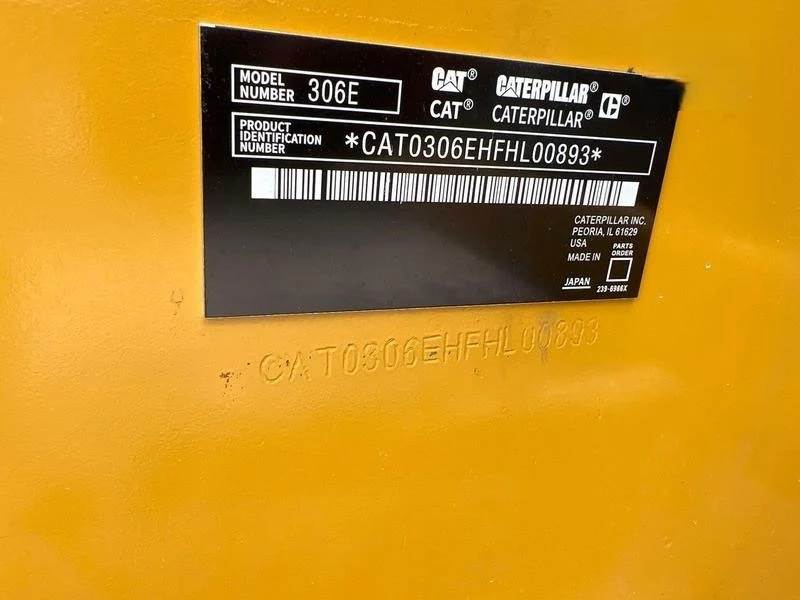 MODEL
NUMBER 306E
CAT® CATERPILLAR® C®
CAT® CATERPILLAR®
PRODUCT
IDENTIFICATION
NUMBER
*CAT0306EHFHL00893*
CATERPILLAR INC.
PEORIA, IL 61629
USA
MADE IN
JAPAN
PARTS
ORDER
239-6966X
CAT0306EHFHL00893